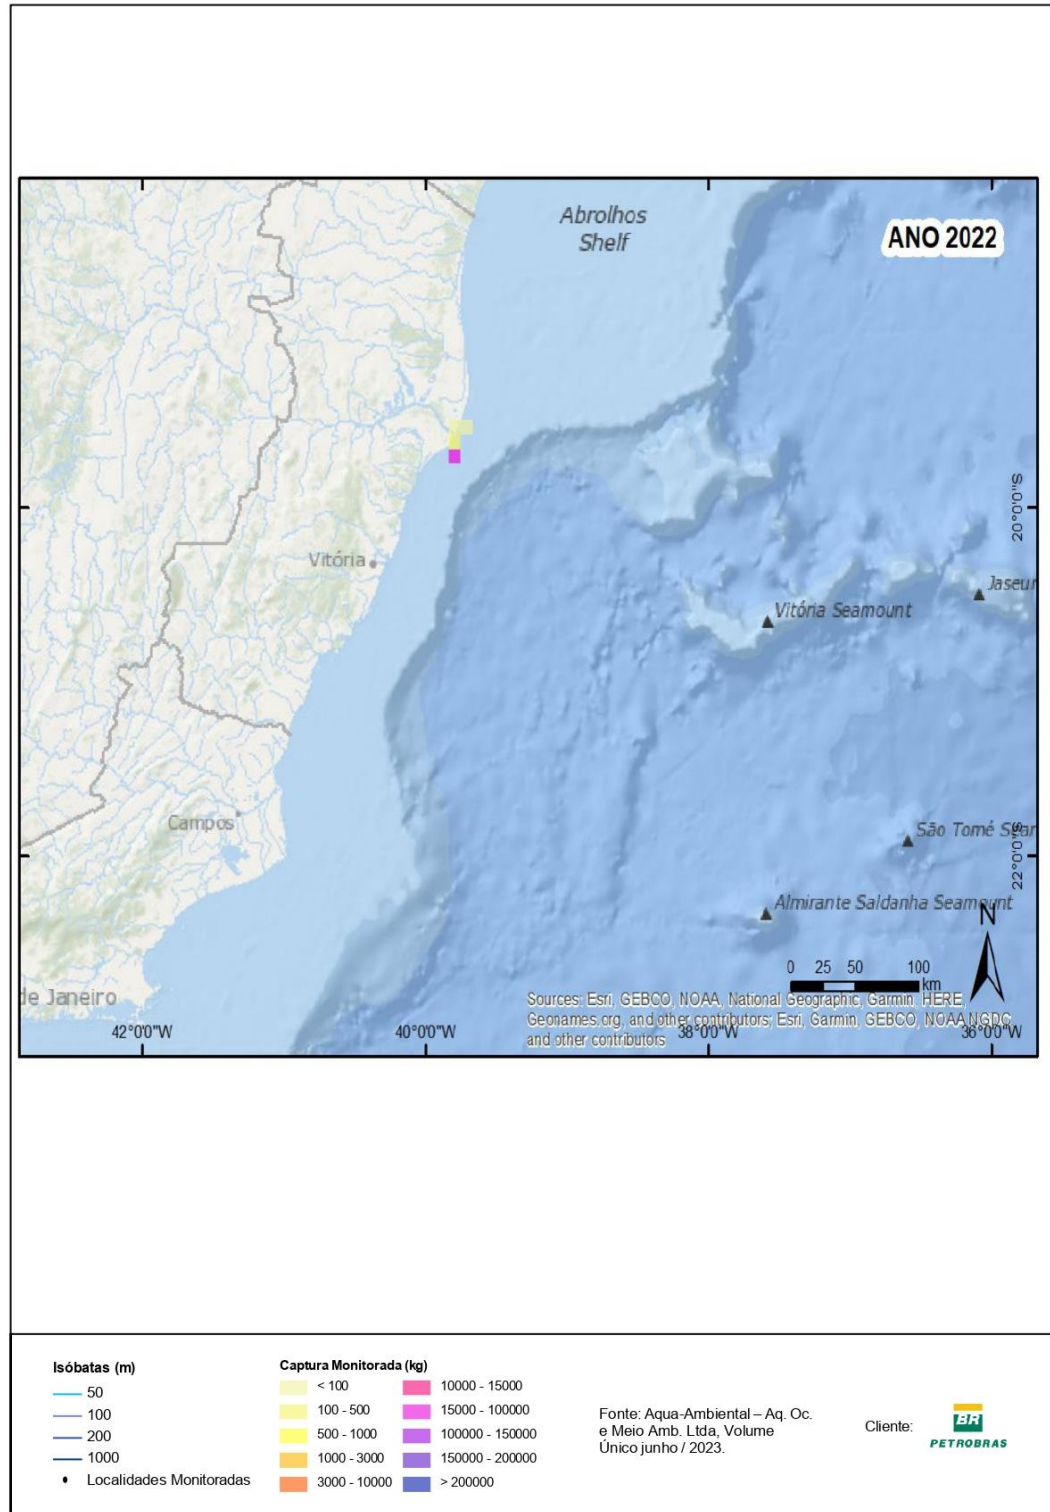 Abrolhos
Shelf
ANO 2022
20°0'0"S
Vitória
Jaseur
Vitória Seamount
Campos
São Tomé
22°0'0"S
Almirante Saldanha Seamount
N
0 25 50 100
km
de Janeiro
Sources: Esri, GEBCO, NOAA, National Geographic, Garmin, HERE,
Geonames.org, and other contributors; Esri, Garmin, GEBCO, NOAA NGDC,
and other contributors
42°0'0"W
40°0'0"W
38°0'0"W
36°0'0"W
Isóbatas (m)
50
100
200
1000
Localidades Monitoradas
Captura Monitorada (kg)
< 100
100 - 500
500 - 1000
1000 - 3000
3000 - 10000
10000 - 15000
15000 - 100000
100000 - 150000
150000 - 200000
> 200000
Fonte: Aqua-Ambiental – Aq. Oc.
e Meio Amb. Ltda, Volume
Único junho / 2023.
Cliente:
BR
PETROBRAS